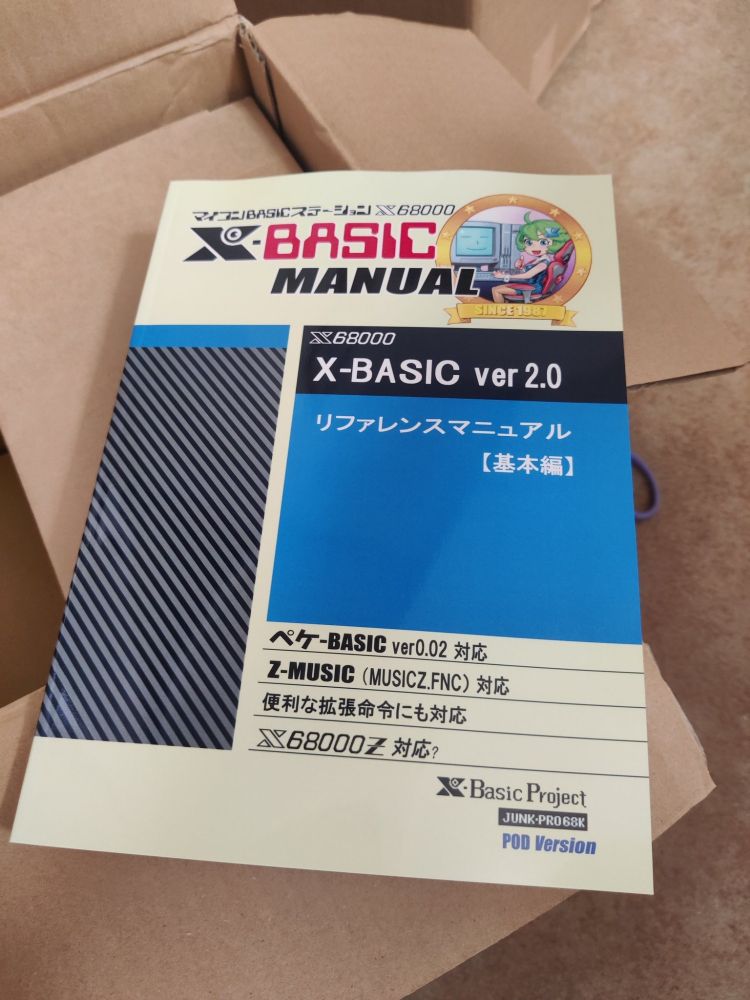 マイコンBASICステーション X68000
X-BASIC
MANUAL
SINCE 1987
X68000
X-BASIC ver2.0
リファレンスマニュアル
【基本編】
ペケ-BASIC ver0.02 対応
Z-MUSIC（MUSICZ.FNC）対応
便利な拡張命令にも対応
X68000Z 対応?
X-Basic Project
JUNK-PRO68K
POD Version